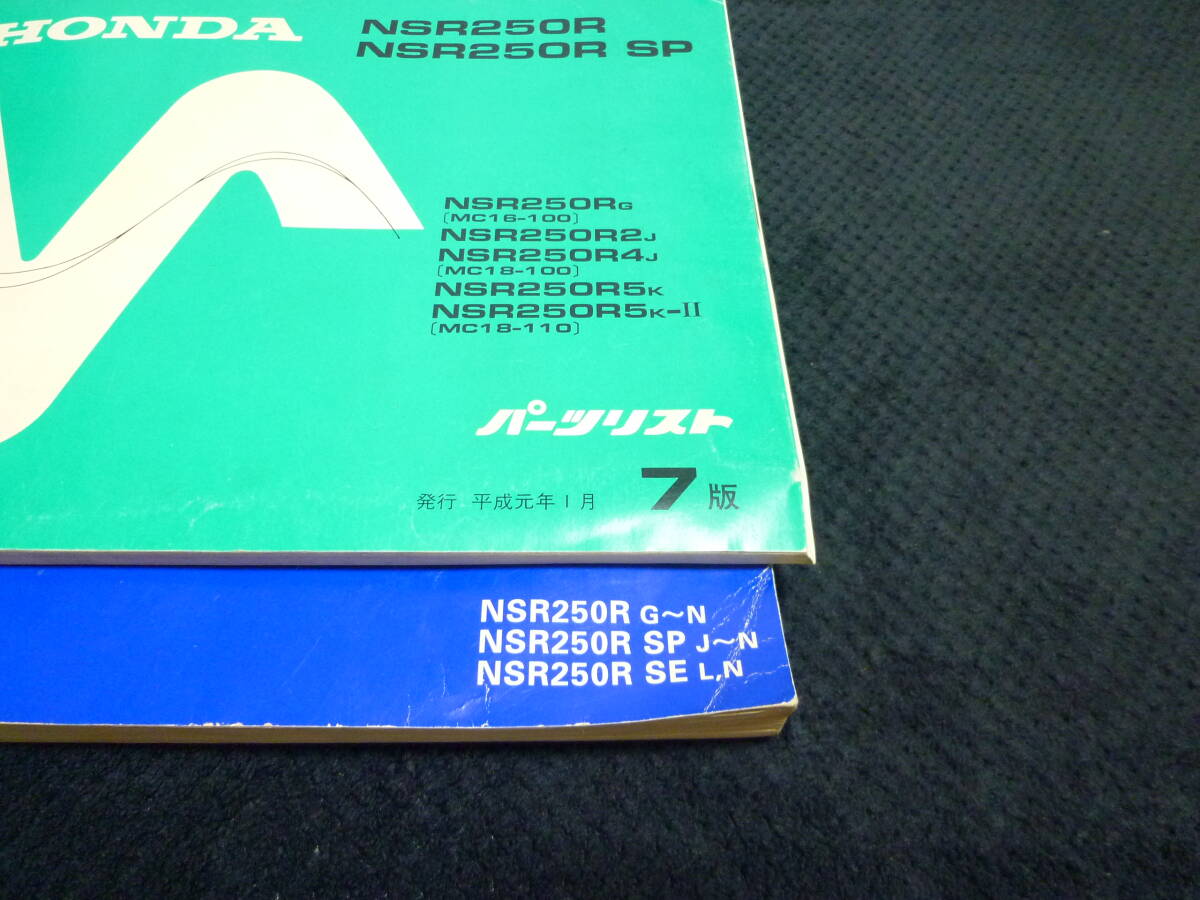 HONDA
NSR250R
NSR250R SP
NSR250RG
〔MC16-100〕
NSR250R2J
NSR250R4J
〔MC18-100〕
NSR250R5K
NSR250R5K-II
〔MC18-110〕
パーツリスト
発行 平成元年1月 7版
NSR250R G〜N
NSR250R SP J〜N
NSR250R SE L,N